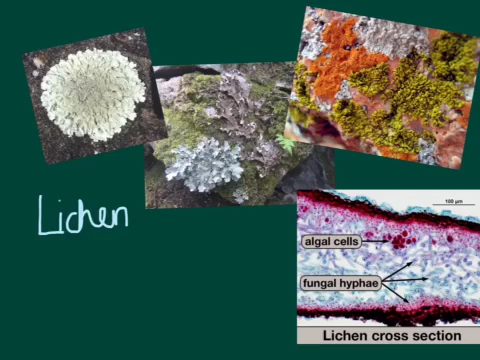 Lichen
100 µm
algal cells
fungal hyphae
Lichen cross section